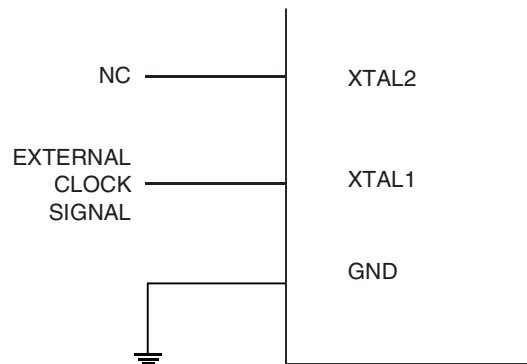 NC
XTAL2
EXTERNAL
CLOCK
SIGNAL
XTAL1
GND